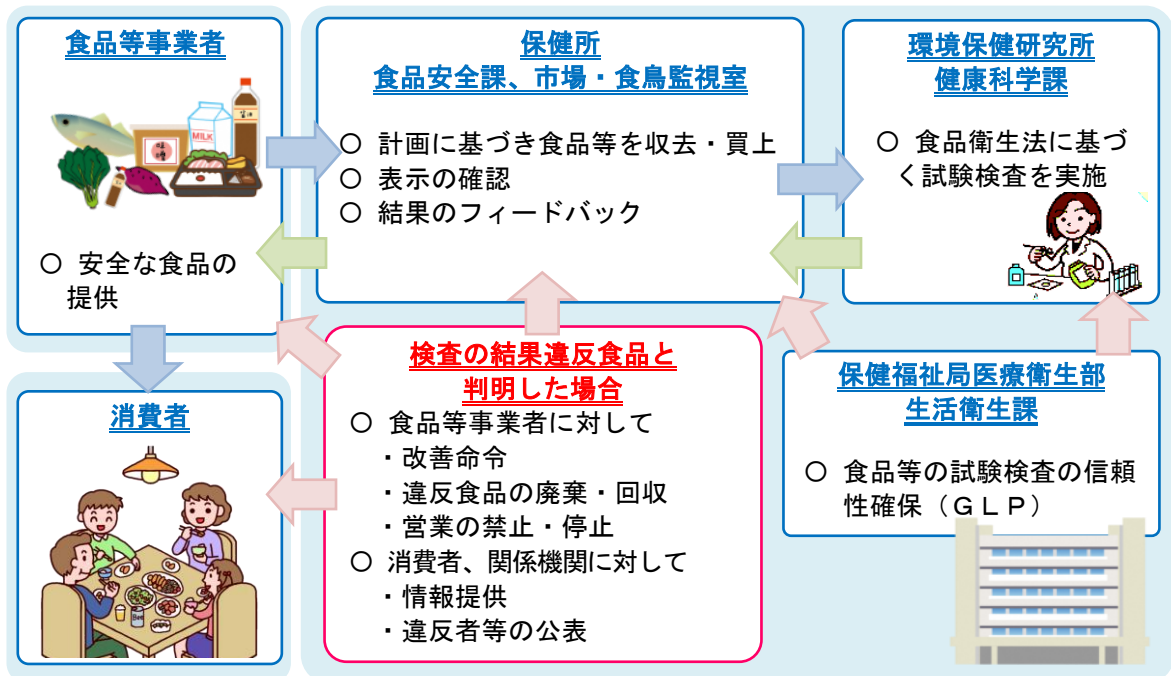 食品等事業者
醤油
MILK
味噌
〇 安全な食品の
提供
保健所
食品安全課、市場・食鳥監視室
〇 計画に基づき食品等を収去・買上
〇 表示の確認
〇 結果のフィードバック
環境保健研究所
健康科学課
〇 食品衛生法に基づ
く試験検査を実施
消費者
検査の結果違反食品と
判明した場合
〇 食品等事業者に対して
・改善命令
・違反食品の廃棄・回収
・営業の禁止・停止
〇 消費者、関係機関に対して
・情報提供
・違反者等の公表
保健福祉局医療衛生部
生活衛生課
〇 食品等の試験検査の信頼
性確保（ＧＬＰ）